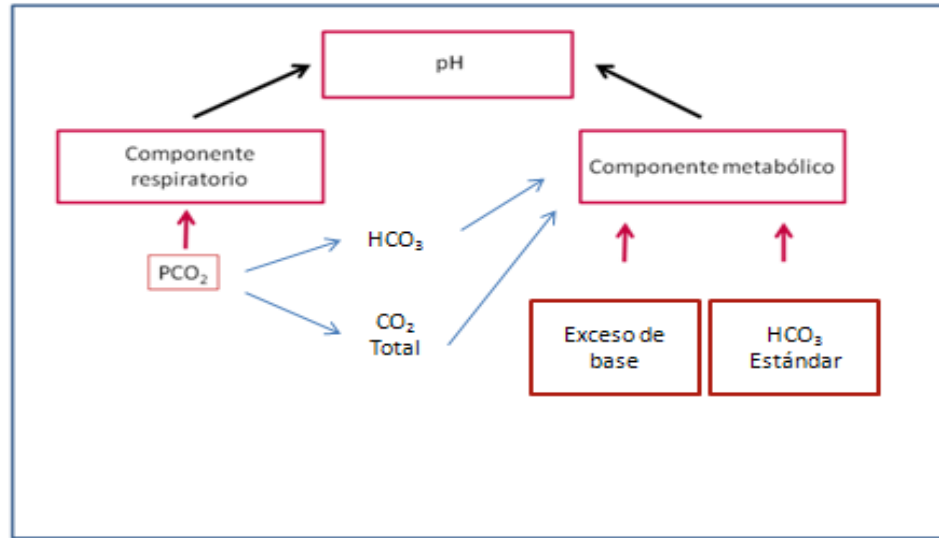 pH
Componente
respiratorio
Componente metabólico
HCO₃
PCO₂
CO₂
Total
Exceso de
base
HCO₃
Estándar